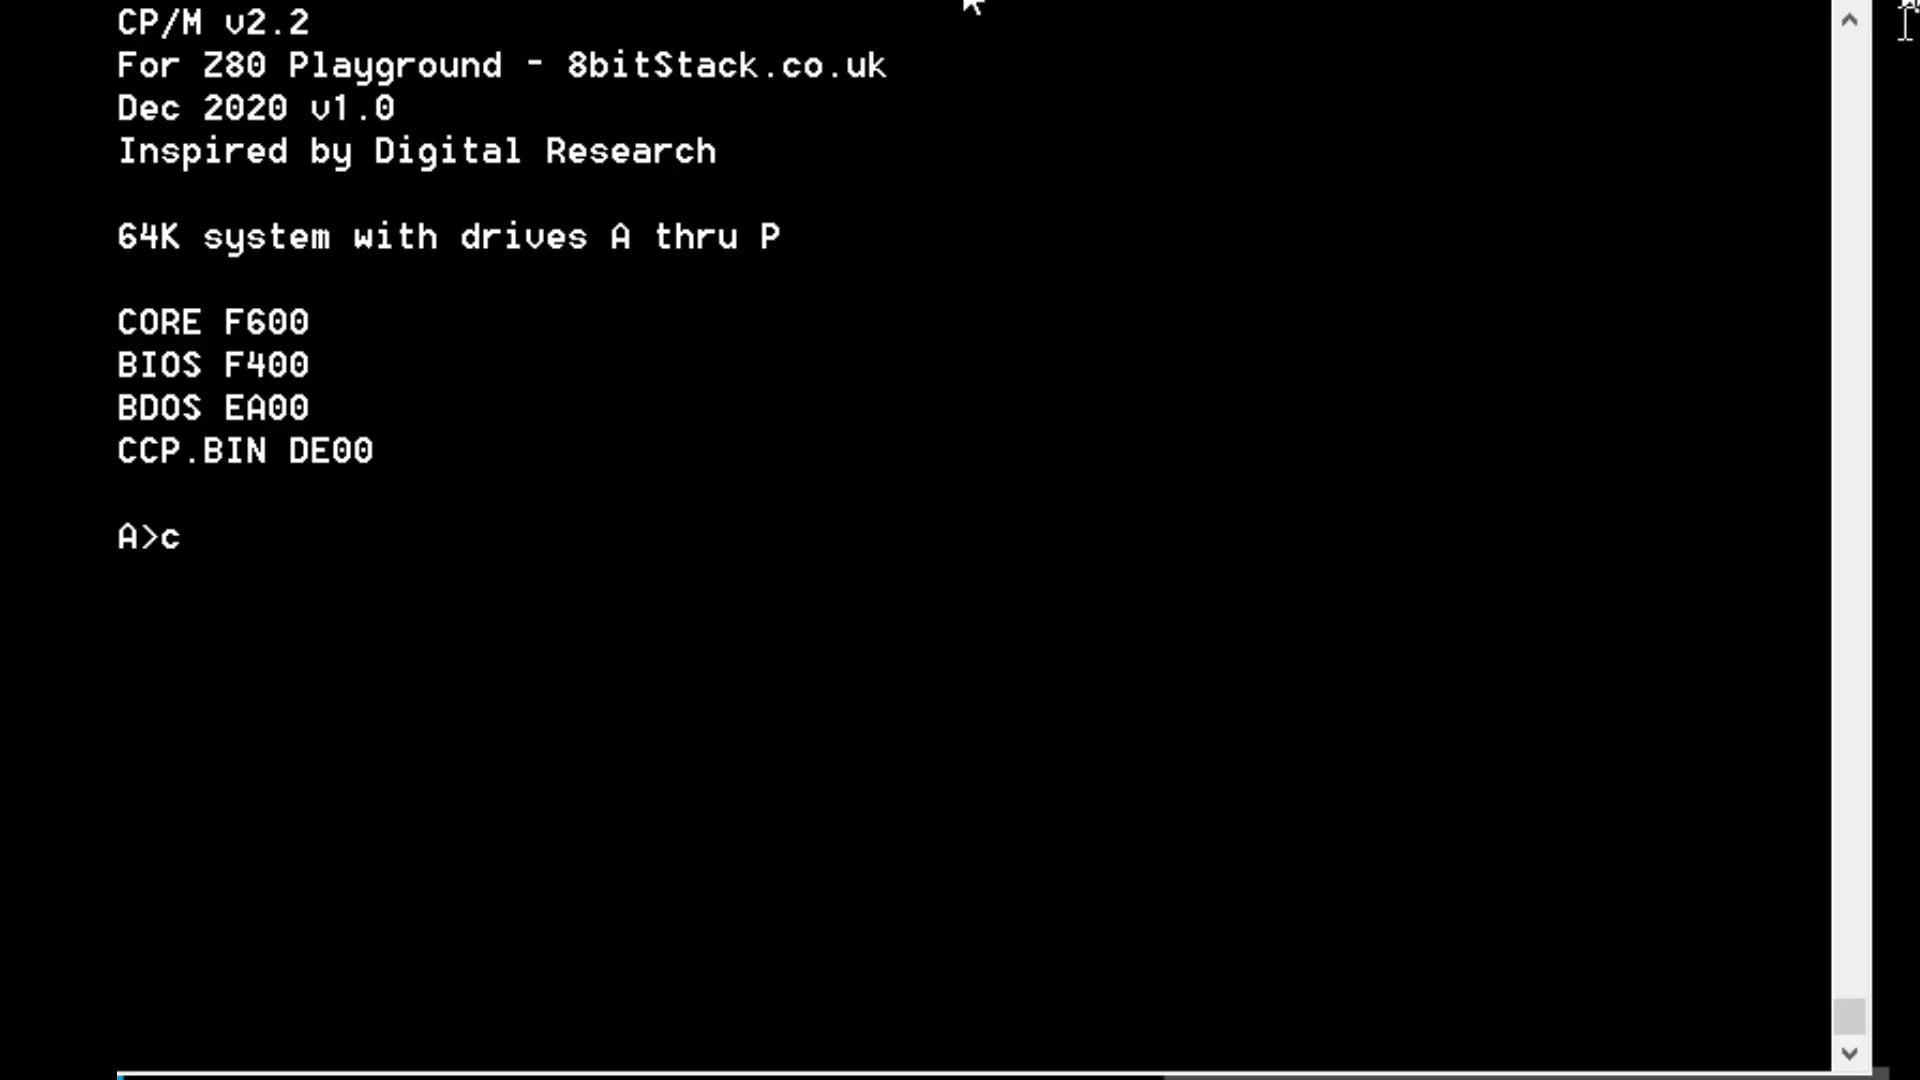 CP/M v2.2
For Z80 Playground - 8bitStack.co.uk
Dec 2020 v1.0
Inspired by Digital Research
64K system with drives A thru P
CORE F600
BIOS F400
BDOS EA00
CCP.BIN DE00
A>c